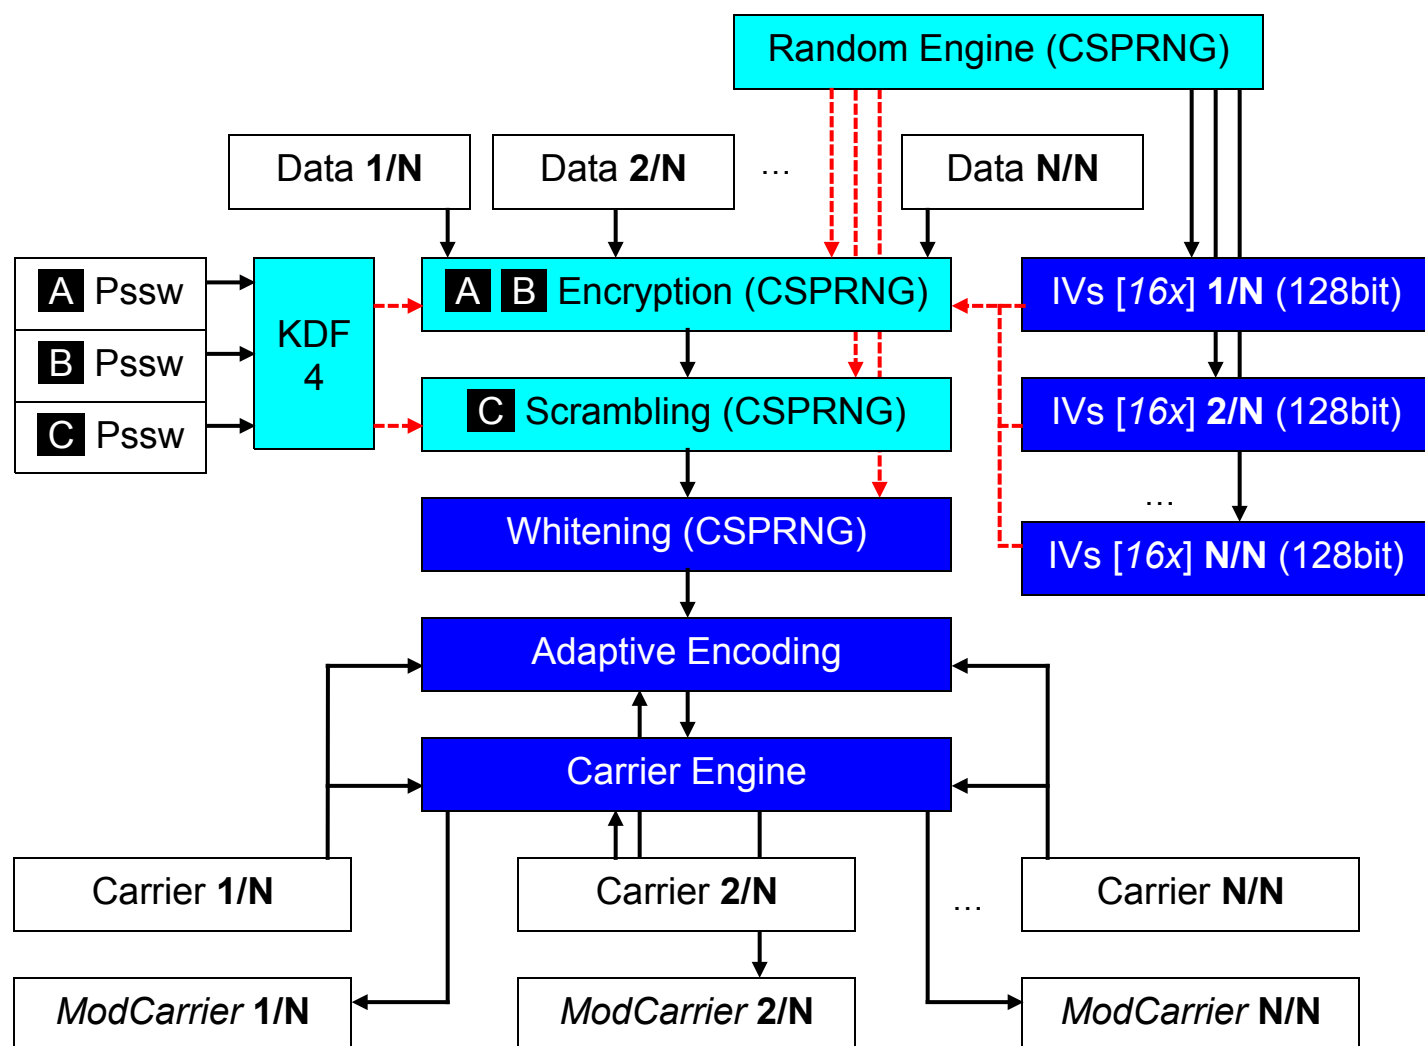 Random Engine (CSPRNG)
Data 1/N
Data 2/N
...
Data N/N
A Pssw
B Pssw
C Pssw
KDF
4
A B Encryption (CSPRNG)
IVs [16x] 1/N (128bit)
C Scrambling (CSPRNG)
IVs [16x] 2/N (128bit)
...
Whitening (CSPRNG)
IVs [16x] N/N (128bit)
Adaptive Encoding
Carrier Engine
Carrier 1/N
Carrier 2/N
...
Carrier N/N
ModCarrier 1/N
ModCarrier 2/N
ModCarrier N/N